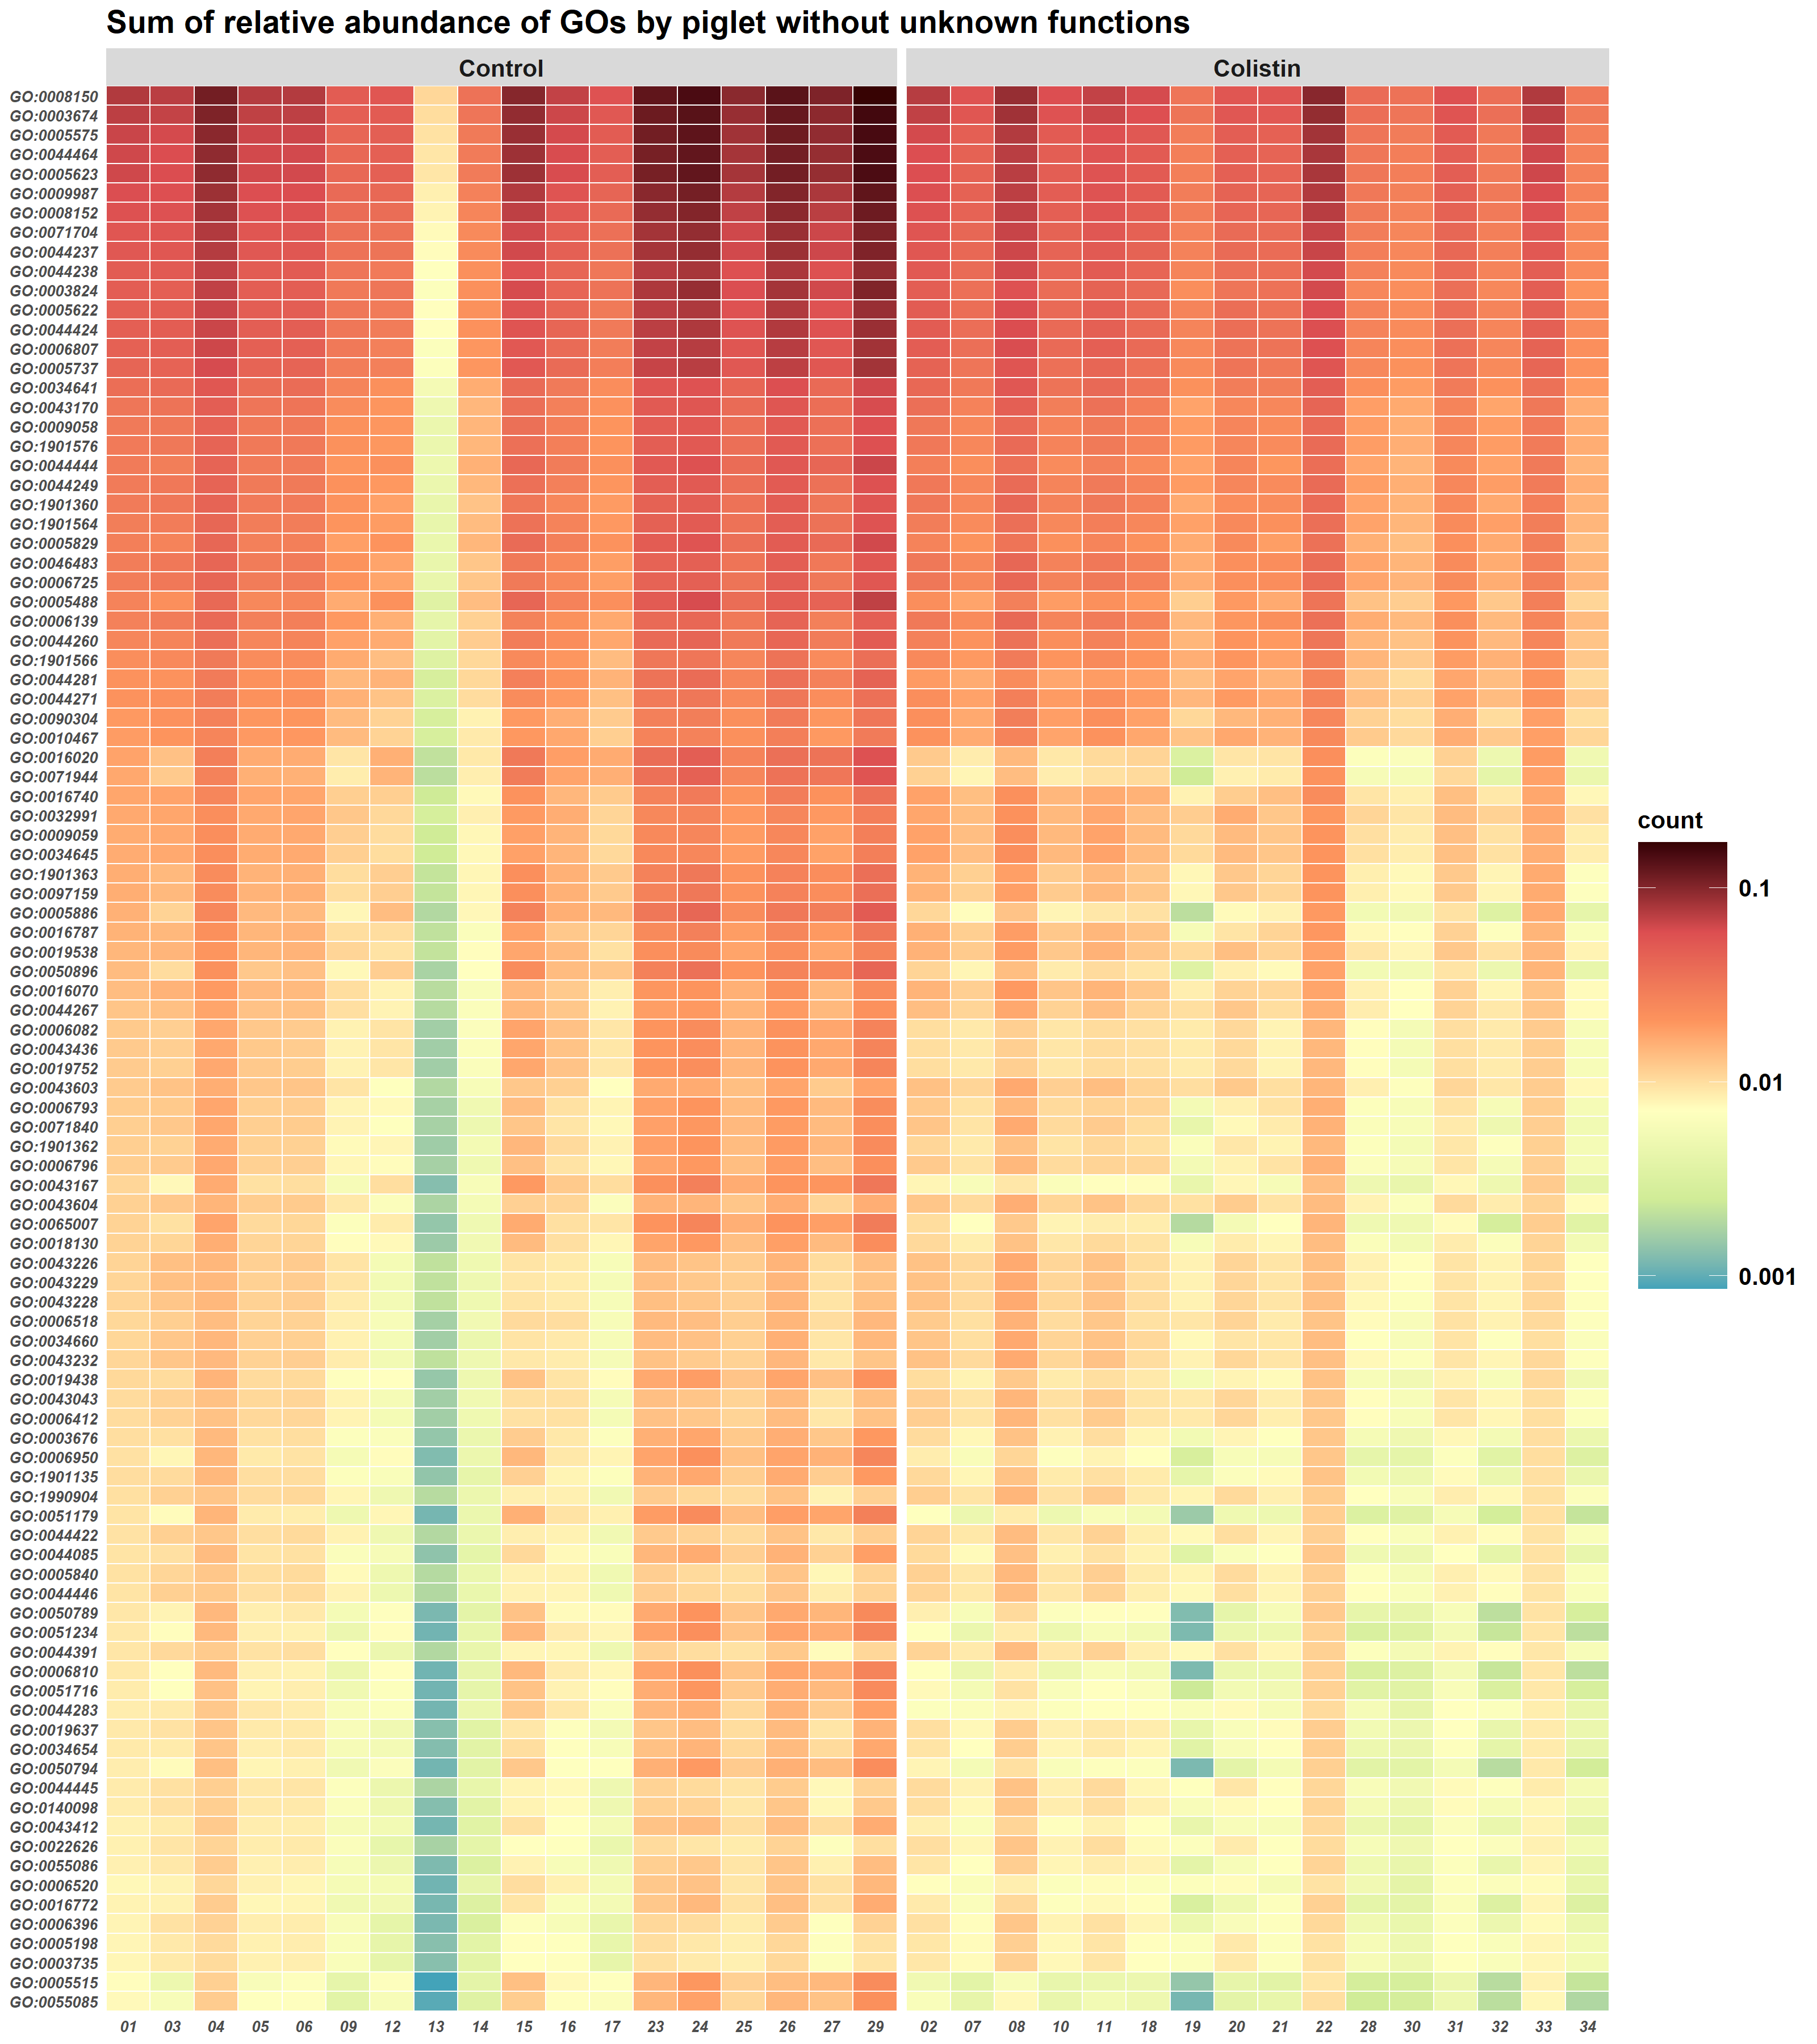 Sum of relative abundance of GOs by piglet without unknown functions
Control Colistin
GO:0008150
GO:0003674
GO:0005575
GO:0044464
GO:0005623
GO:0009987
GO:0008152
GO:0071704
GO:0044237
GO:0044238
GO:0003824
GO:0005622
GO:0044424
GO:0006807
GO:0005737
GO:0034641
GO:0043170
GO:0009058
GO:1901576
GO:0044444
GO:0044249
GO:1901360
GO:1901564
GO:0005829
GO:0046483
GO:0006725
GO:0005488
GO:0006139
GO:0044260
GO:1901566
GO:0044281
GO:0044271
GO:0090304
GO:0010467
GO:0016020
GO:0071944
GO:0016740
GO:0032991
GO:0009059
GO:0034645
GO:1901363
GO:0097159
GO:0005886
GO:0016787
GO:0019538
GO:0050896
GO:0016070
GO:0044267
GO:0006082
GO:0043436
GO:0019752
GO:0043603
GO:0006793
GO:0071840
GO:1901362
GO:0006796
GO:0043167
GO:0043604
GO:0065007
GO:0018130
GO:0043226
GO:0043229
GO:0043228
GO:0006518
GO:0034660
GO:0043232
GO:0019438
GO:0043043
GO:0006412
GO:0003676
GO:0006950
GO:1901135
GO:1990904
GO:0051179
GO:0044422
GO:0044085
GO:0005840
GO:0044446
GO:0050789
GO:0051234
GO:0044391
GO:0006810
GO:0051716
GO:0044283
GO:0019637
GO:0034654
GO:0050794
GO:0044445
GO:0140098
GO:0043412
GO:0022626
GO:0055086
GO:0006520
GO:0016772
GO:0006396
GO:0005198
GO:0003735
GO:0005515
GO:0055085
01 03 04 05 06 09 12 13 14 15 16 17 23 24 25 26 27 29 02 07 08 10 11 18 19 20 21 22 28 30 31 32 33 34
count
0.1
0.01
0.001